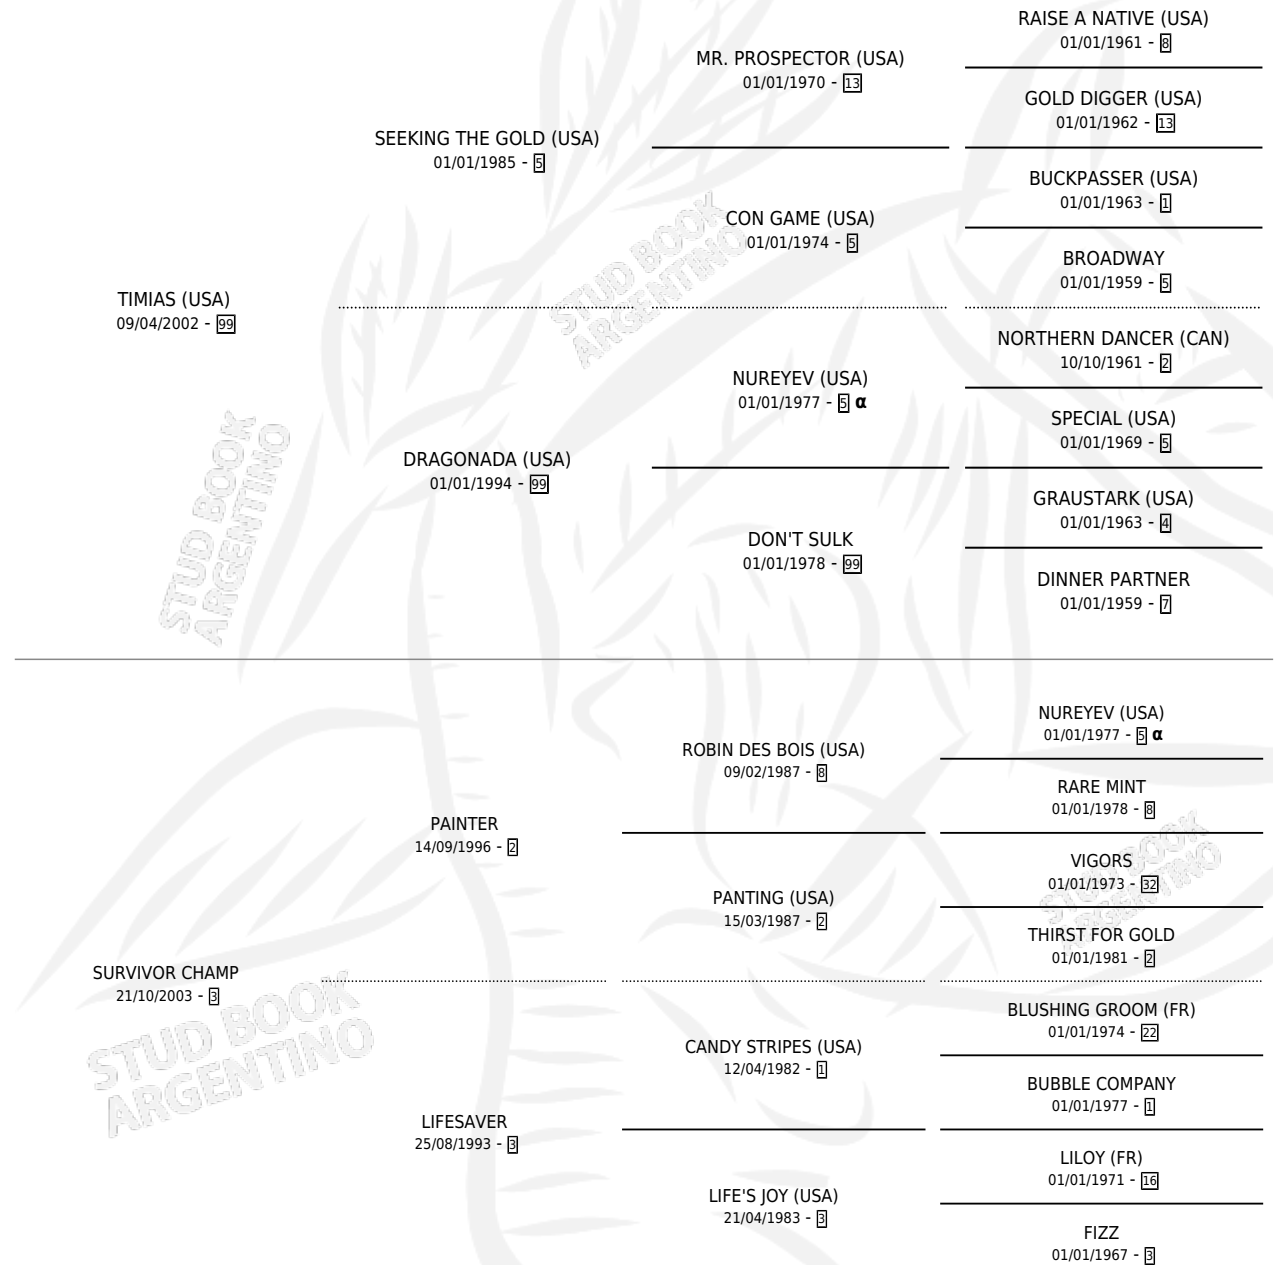 RAISE A NATIVE (USA)
01/01/1961 - 8
MR. PROSPECTOR (USA)
01/01/1970 - 13
GOLD DIGGER (USA)
01/01/1962 - 13
SEEKING THE GOLD (USA)
01/01/1985 - 5
BUCKPASSER (USA)
01/01/1963 - 1
CON GAME (USA)
01/01/1974 - 5
BROADWAY
01/01/1959 - 5
TIMIAS (USA)
09/04/2002 - 99
NORTHERN DANCER (CAN)
10/10/1961 - 2
NUREYEV (USA)
01/01/1977 - 5 α
SPECIAL (USA)
01/01/1969 - 5
DRAGONADA (USA)
01/01/1994 - 99
GRAUSTARK (USA)
01/01/1963 - 4
DON'T SULK
01/01/1978 - 99
DINNER PARTNER
01/01/1959 - 7
NUREYEV (USA)
01/01/1977 - 5 α
ROBIN DES BOIS (USA)
09/02/1987 - 8
RARE MINT
01/01/1978 - 8
PAINTER
14/09/1996 - 2
VIGORS
01/01/1973 - 32
PANTING (USA)
15/03/1987 - 2
THIRST FOR GOLD
01/01/1981 - 2
SURVIVOR CHAMP
21/10/2003 - 3
BLUSHING GROOM (FR)
01/01/1974 - 22
CANDY STRIPES (USA)
12/04/1982 - 1
BUBBLE COMPANY
01/01/1977 - 1
LIFESAVER
25/08/1993 - 3
LILOY (FR)
01/01/1971 - 16
LIFE'S JOY (USA)
21/04/1983 - 3
FIZZ
01/01/1967 - 3
STUD BOOK
ARGENTINO
STUD BOOK
ARGENTINO
STUD BOOK
ARGENTINO
STUD BOOK
ARGENTINO